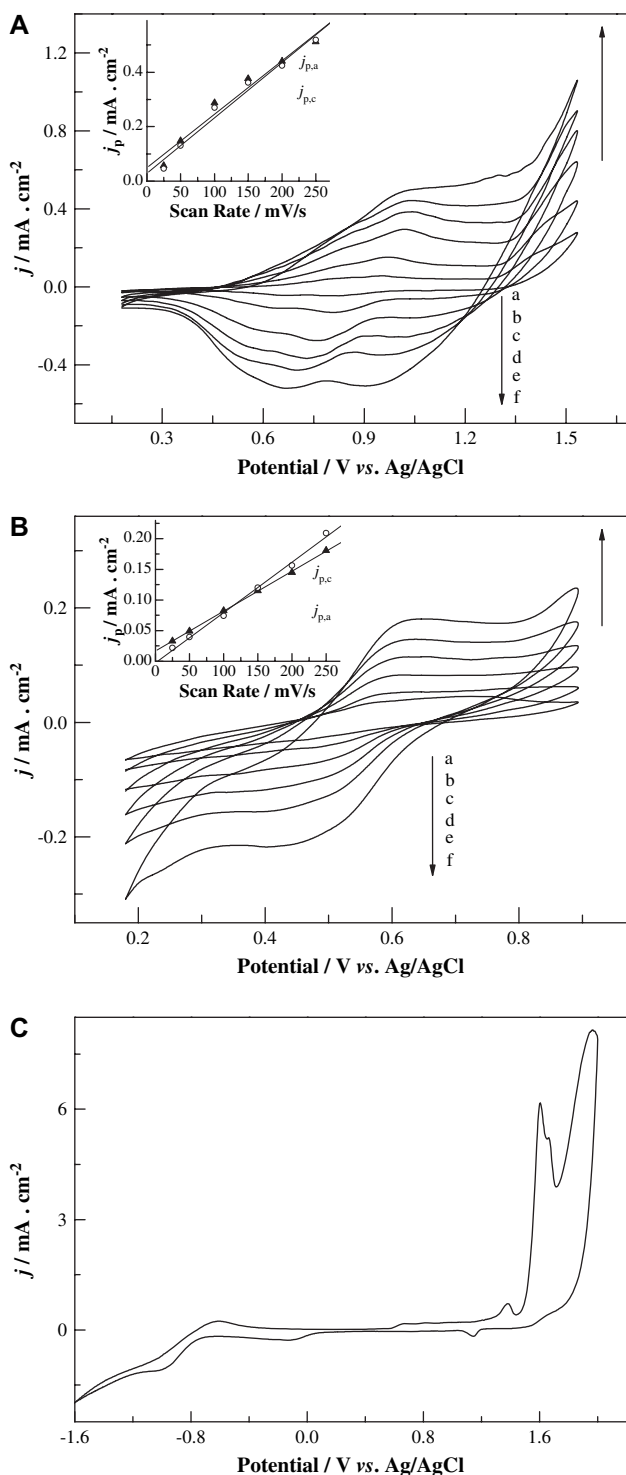 A
1.2
0.8
0.4
0.0
-0.4
j / mA . cm-2
0.4
0.2
0.0
jp / mA . cm-2
0 50 100 150 200 250
Scan Rate / mV/s
jp,a
jp,c
a
b
c
d
e
f
0.3 0.6 0.9 1.2 1.5
Potential / V vs. Ag/AgCl
B
0.2
0.0
-0.2
j / mA . cm-2
0.20
0.15
0.10
0.05
0.00
jp / mA . cm-2
0 50 100 150 200 250
Scan Rate / mV/s
jp,c
jp,a
a
b
c
d
e
f
0.2 0.4 0.6 0.8
Potential / V vs. Ag/AgCl
C
6
3
0
j / mA . cm-2
-1.6 -0.8 0.0 0.8 1.6
Potential / V vs. Ag/AgCl